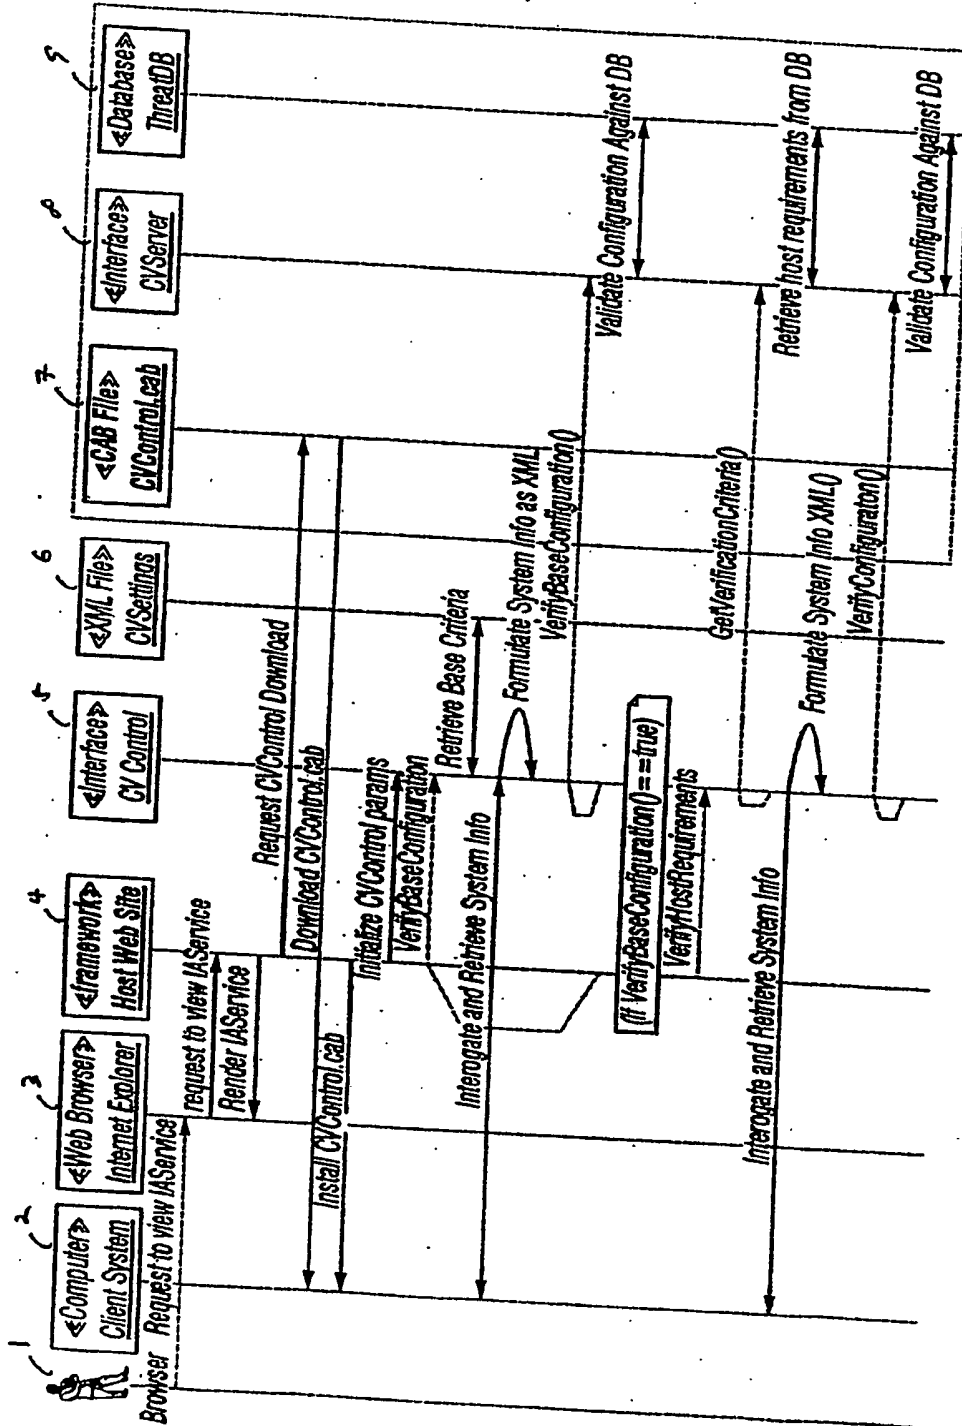 1
2
3
4
5
6
7
8
9
«Computer»
Client System
«Web Browser»
Internet Explorer
«framework»
Host Web Site
«Interface»
CV Control
«XML File»
CVSettings
«CAB File»
CVControl.cab
«Interface»
CVServer
«Database»
ThreatDB
Browser
Request to view IAService
request to view IAService
Render IAService
Request CVControl Download
Download CVControl.cab
Install CVControl.cab
Initialize CVControl params
VerifyBaseConfiguration
Retrieve Base Criteria
Interogate and Retrieve System Info
Formulate System Info as XML
VerifyBaseConfiguration()
Validate Configuration Against DB
(If VerifyBaseConfiguration()==true)
VerifyHostRequirements
GetVerificationCriteria()
Retrieve host requirements from DB
Interogate and Retrieve System Info
Formulate System Info XML()
VerifyConfiguraton()
Validate Configuration Against DB